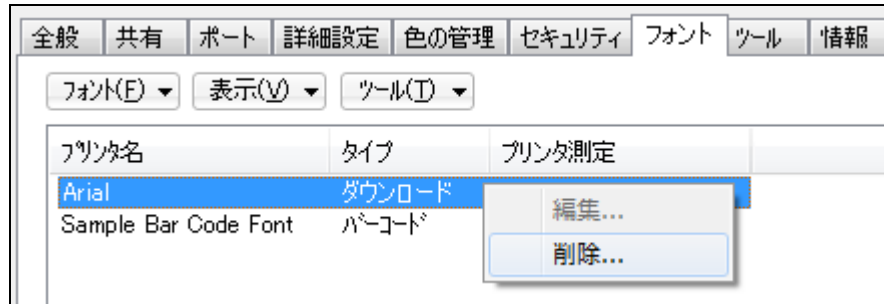 全般 共有 ポート 詳細設定 色の管理 セキュリティ フォント ツール 情報
フォント(F) 表示(V) ツール(T)
プリンタ名 タイプ プリンタ測定
Arial ダウンロード
編集...
Sample Bar Code Font バーコード
削除...